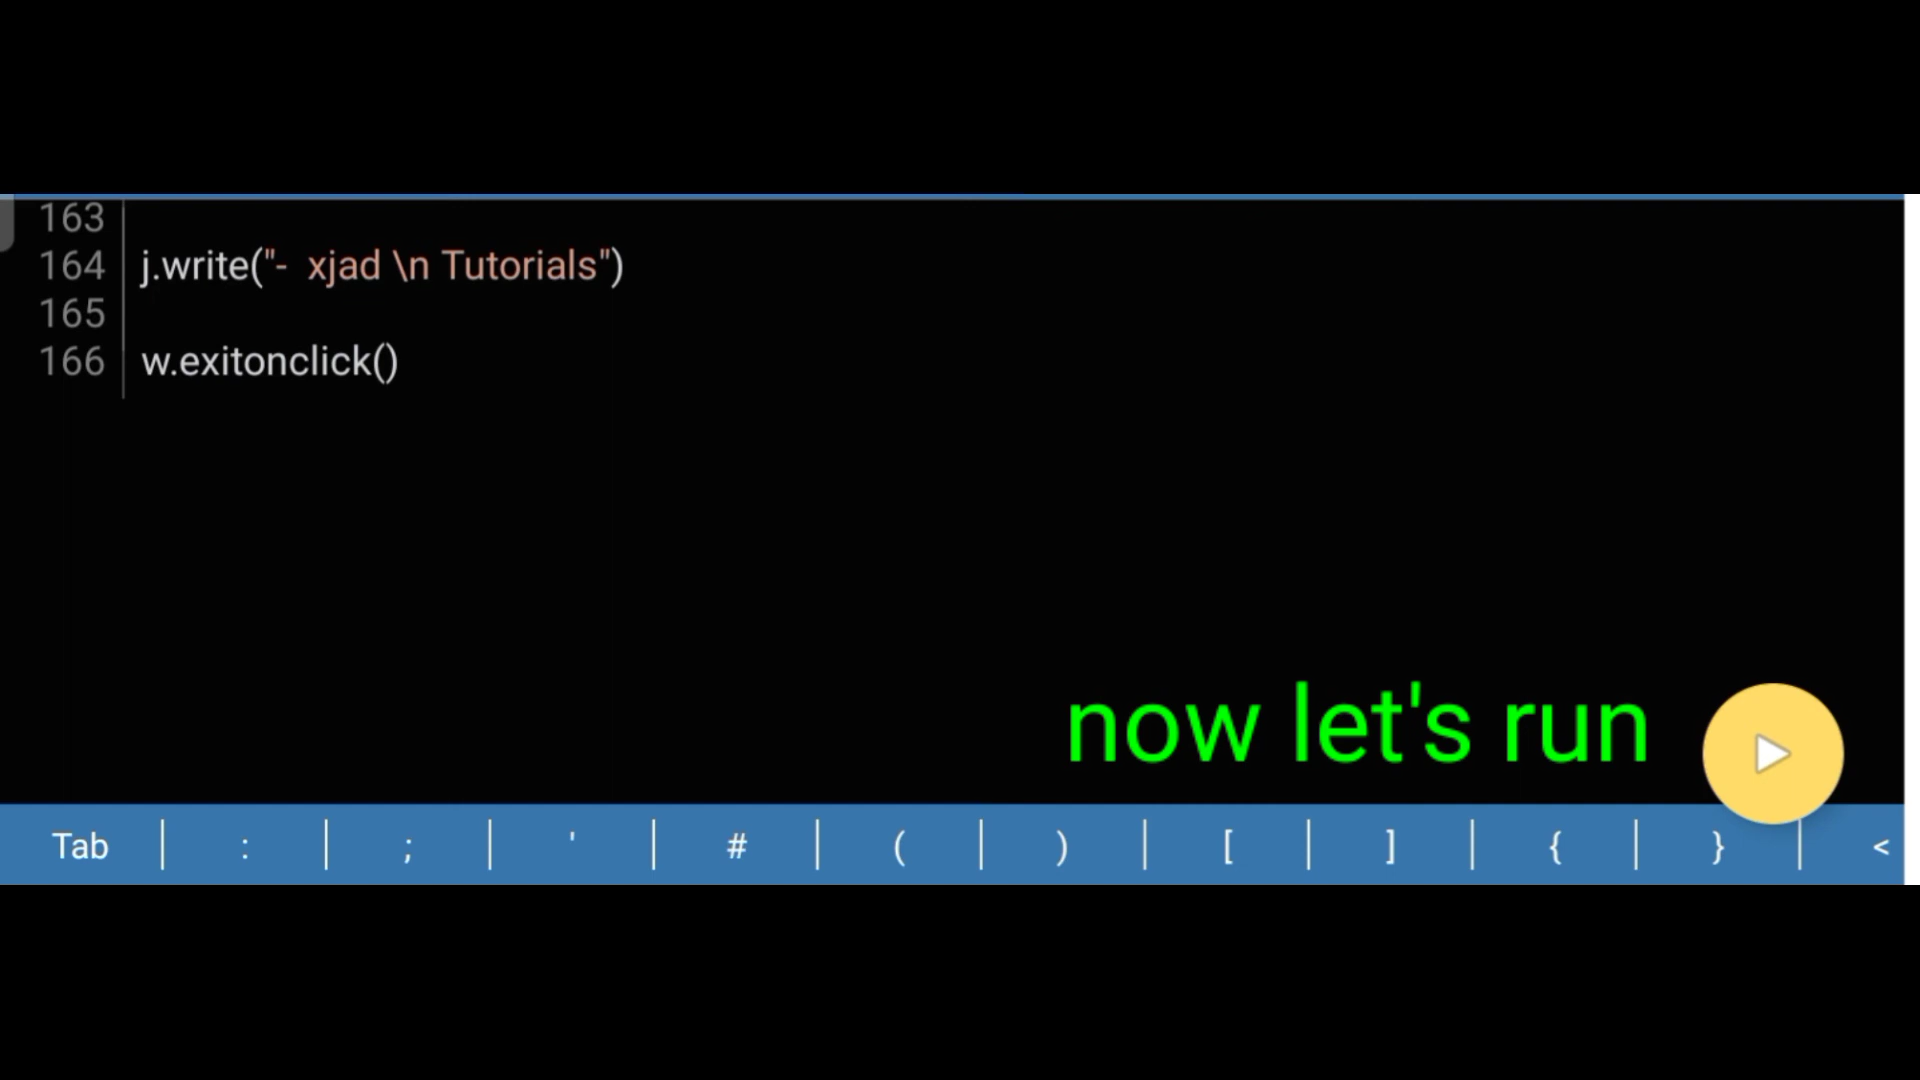 163
164 j.write("-  xjad \n Tutorials")
165
166 w.exitonclick()
now let's run
Tab : ; ' # ( ) [ ] { } <